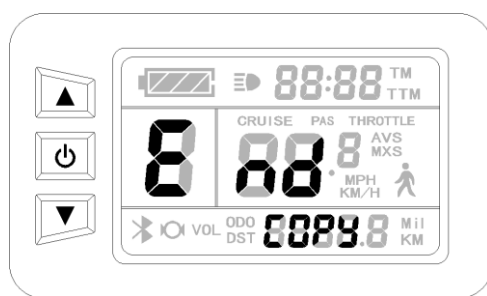 88:88 TM
TTM
CRUISE PAS THROTTLE
E nd.8 AVS
MXS
MPH
KM/H
VOL ODO COPY.8 Mil
DST KM